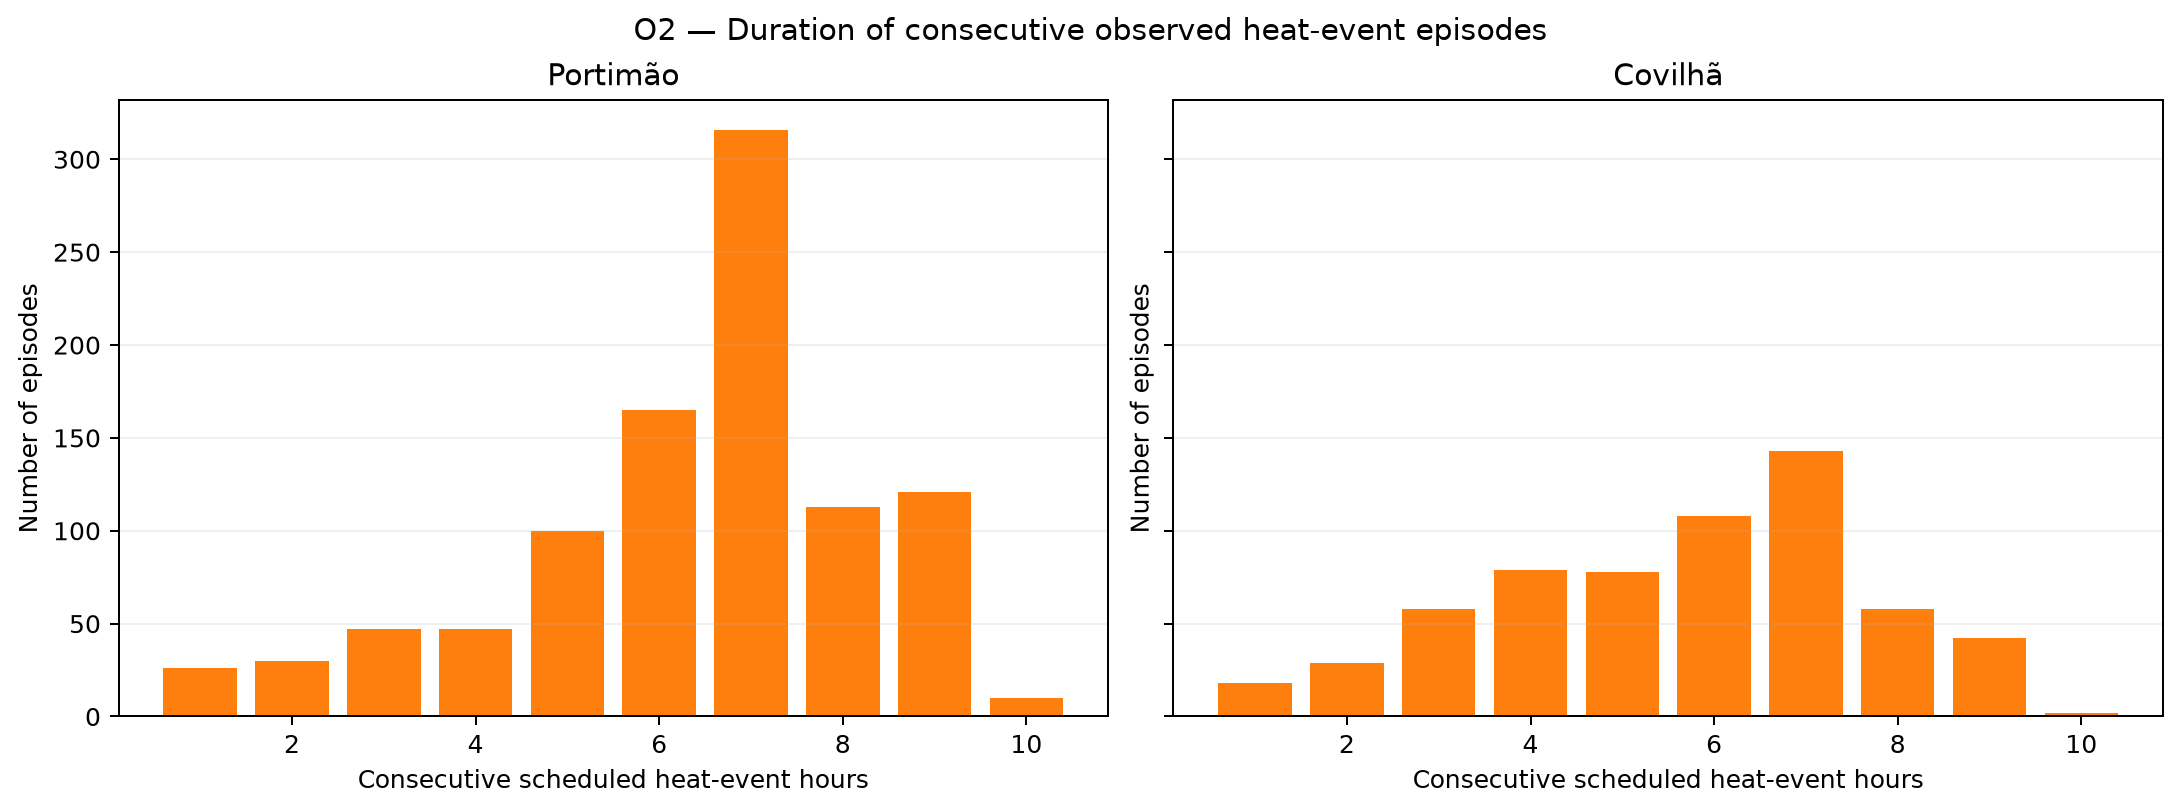 O2 — Duration of consecutive observed heat-event episodes
Portimão
Number of episodes
300
250
200
150
100
50
0
2 4 6 8 10
Consecutive scheduled heat-event hours
Covilhã
Number of episodes
2 4 6 8 10
Consecutive scheduled heat-event hours